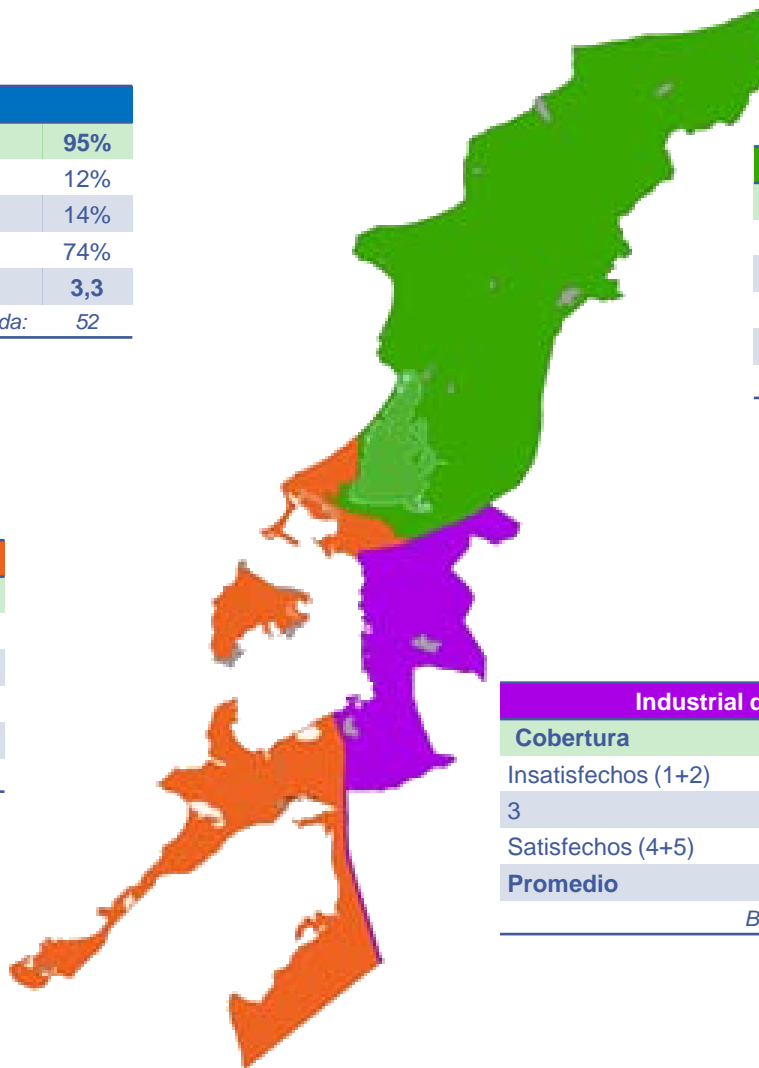 95%
12%
14%
74%
3,3
da: 52
Industrial d
Cobertura
Insatisfechos (1+2)
3
Satisfechos (4+5)
Promedio
B